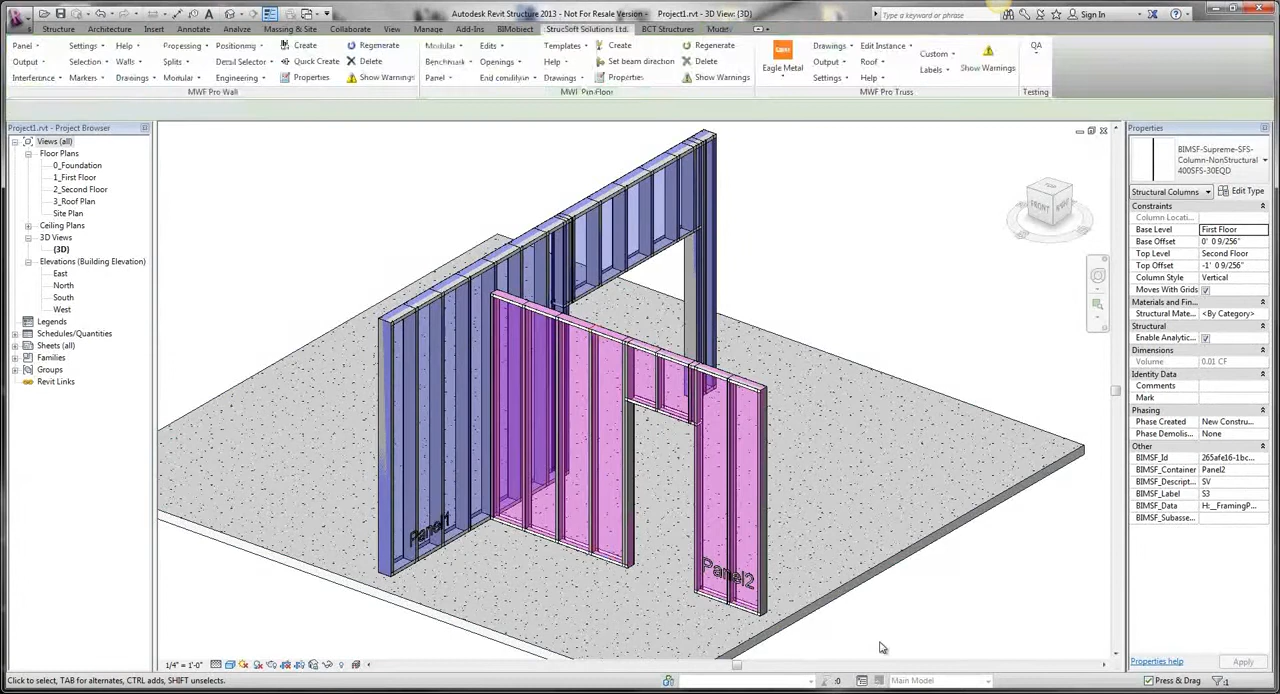 Autodesk Revit Structure 2013 - Not For Resale Version - Project1.rvt - 3D View: {3D}
Type a keyword or phrase
Sign In
Structure Architecture Insert Annotate Analyze Massing & Site Collaborate View Manage Add-Ins BIMobject StrucSoft Solutions Ltd. BCT Structures Modify
Panel Settings Help Processing Positioning Create Regenerate
Output Selection Walls Splits Detail Selector Quick Create Delete
Interference Markers Drawings Modular Engineering Properties Show Warnings
MWF Pro Wall
Modular Edits Templates Create Regenerate
Benchmark Openings Help Set beam direction Delete
Panel End condition Drawings Properties Show Warnings
MWF Pro Floor
Eagle Metal
Drawings Edit Instance
Output Roof
Settings Help
Custom
Labels
Show Warnings
MWF Pro Truss
QA
Testing
Project1.rvt - Project Browser
Views (all)
Floor Plans
0_Foundation
1_First Floor
2_Second Floor
3_Roof Plan
Site Plan
Ceiling Plans
3D Views
{3D}
Elevations (Building Elevation)
East
North
South
West
Legends
Schedules/Quantities
Sheets (all)
Families
Groups
Revit Links
FRONT
RIGHT
Panel1
Panel2
Properties
BIMSF-Supreme-SFS-
Column-NonStructural
400SFS-30EQD
Structural Columns Edit Type
Constraints
Column Locati...
Base Level First Floor
Base Offset 0' 0 9/256"
Top Level Second Floor
Top Offset -1' 0 9/256"
Column Style Vertical
Moves With Grids
Materials and Fin...
Structural Mate... <By Category>
Structural
Enable Analytic...
Dimensions
Volume 0.01 CF
Identity Data
Comments
Mark
Phasing
Phase Created New Constru...
Phase Demolis... None
Other
BIMSF_Id 265afe16-1bc...
BIMSF_Container Panel2
BIMSF_Descript... SV
BIMSF_Label S3
BIMSF_Data H:__FramingP...
BIMSF_Subasse...
Properties help
Apply
1/4" = 1'-0"
Click to select, TAB for alternates, CTRL adds, SHIFT unselects.
:0
Main Model
Press & Drag
:1